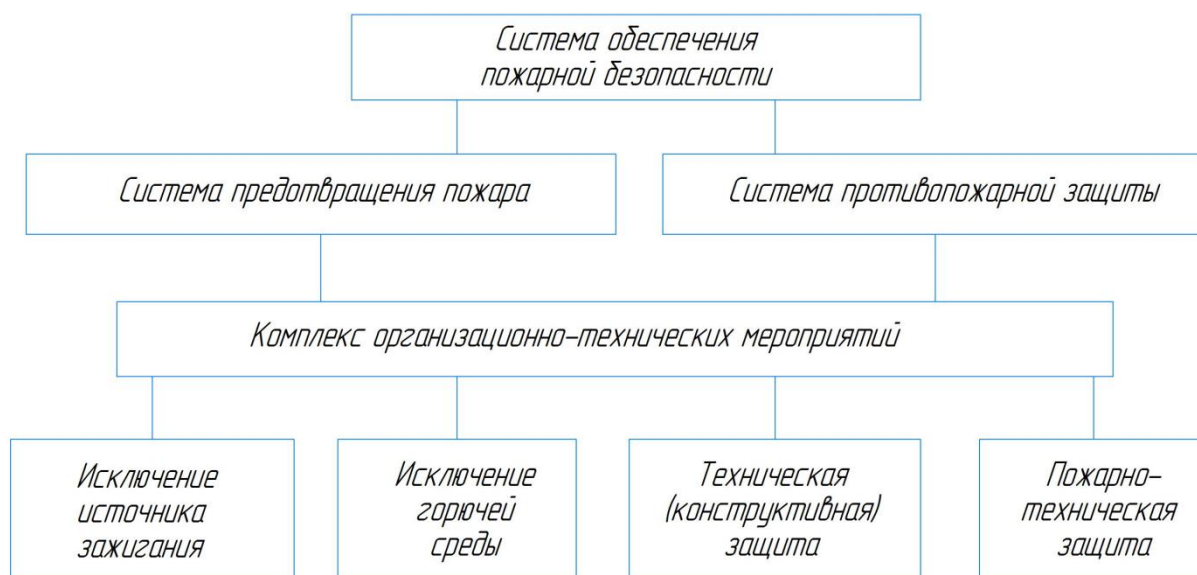 Система обеспечения
пожарной безопасности
Система предотвращения пожара
Система противопожарной защиты
Комплекс организационно-технических мероприятий
Исключение
источника
зажигания
Исключение
горючей
среды
Техническая
(конструктивная)
защита
Пожарно-
техническая
защита